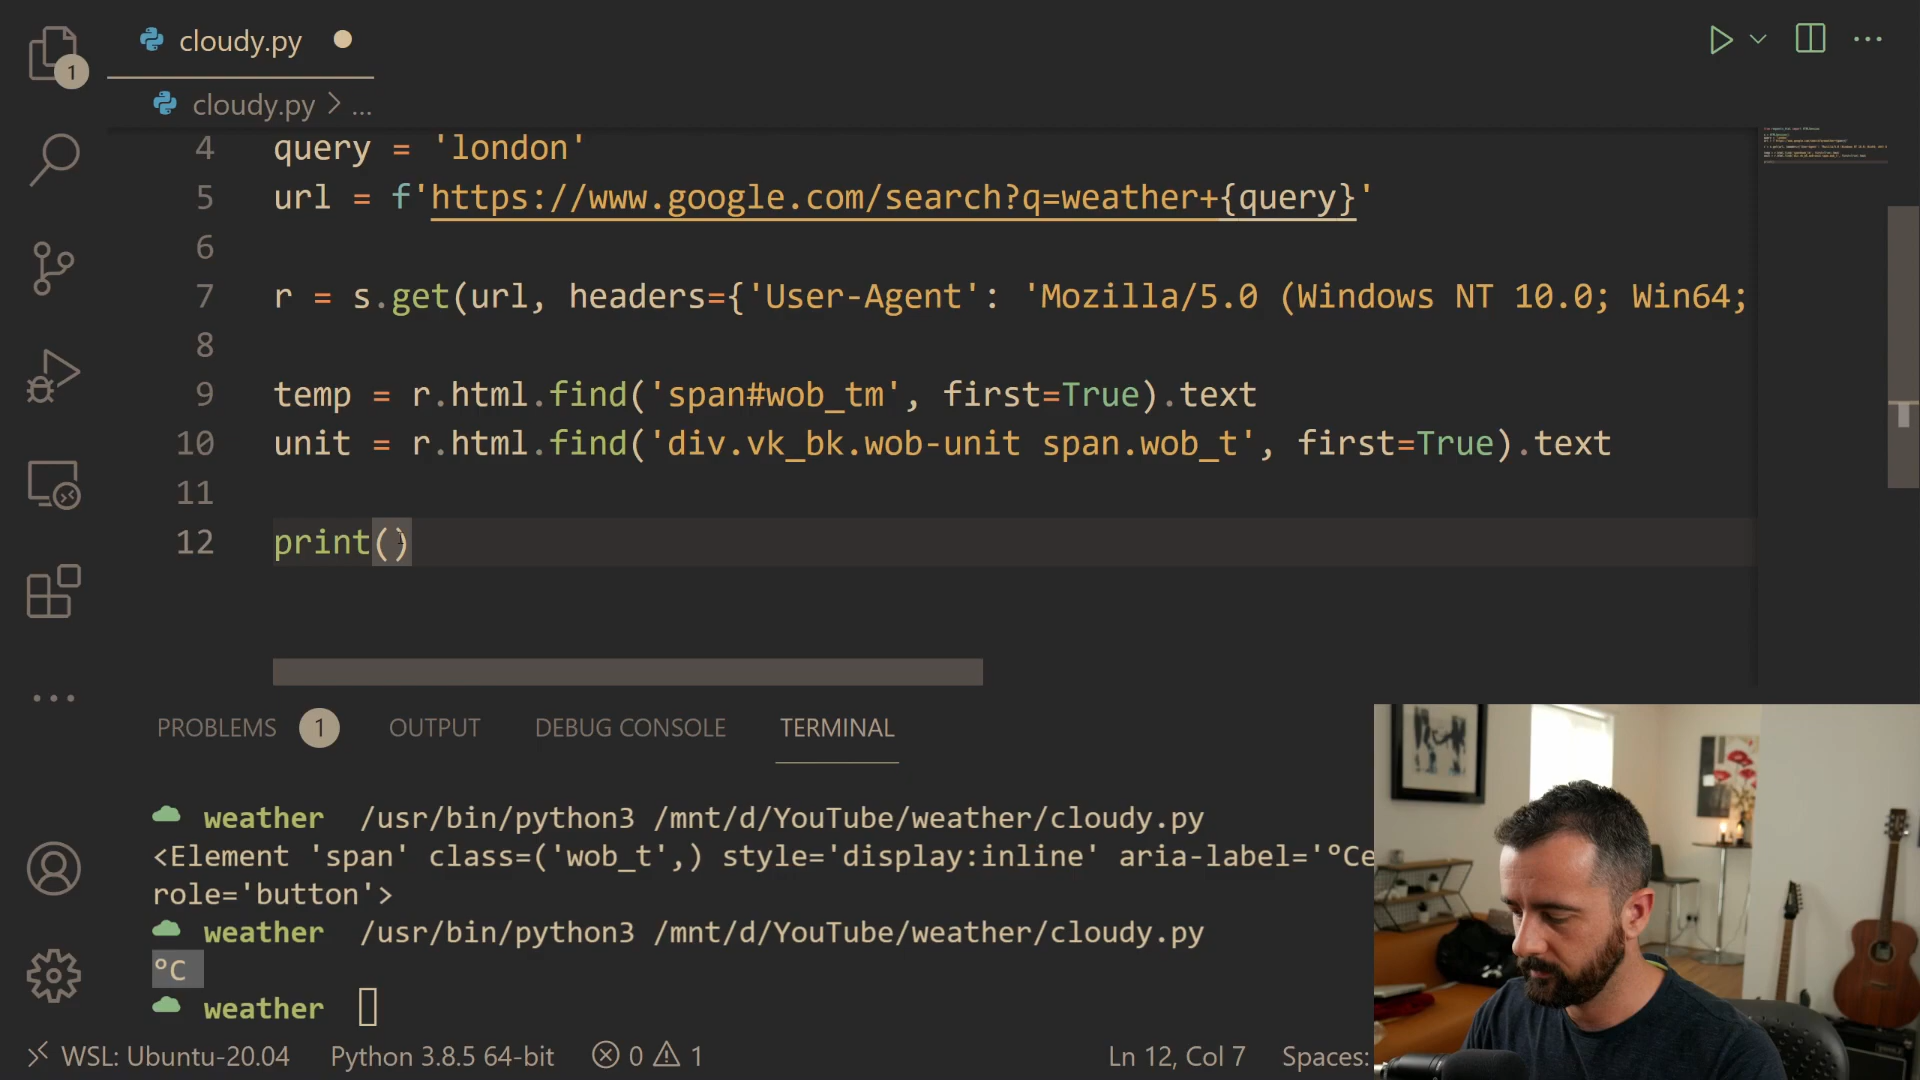 cloudy.py
cloudy.py > ...
1
4 query = 'london'
5 url = f'https://www.google.com/search?q=weather+{query}'
6
7 r = s.get(url, headers={'User-Agent': 'Mozilla/5.0 (Windows NT 10.0; Win64;
8
9 temp = r.html.find('span#wob_tm', first=True).text
10 unit = r.html.find('div.vk_bk.wob-unit span.wob_t', first=True).text
11
12 print()
PROBLEMS 1 OUTPUT DEBUG CONSOLE TERMINAL
weather /usr/bin/python3 /mnt/d/YouTube/weather/cloudy.py
<Element 'span' class=('wob_t',) style='display:inline' aria-label='°Ce
role='button'>
weather /usr/bin/python3 /mnt/d/YouTube/weather/cloudy.py
°C
weather
WSL: Ubuntu-20.04 Python 3.8.5 64-bit 0 1 Ln 12, Col 7 Spaces: